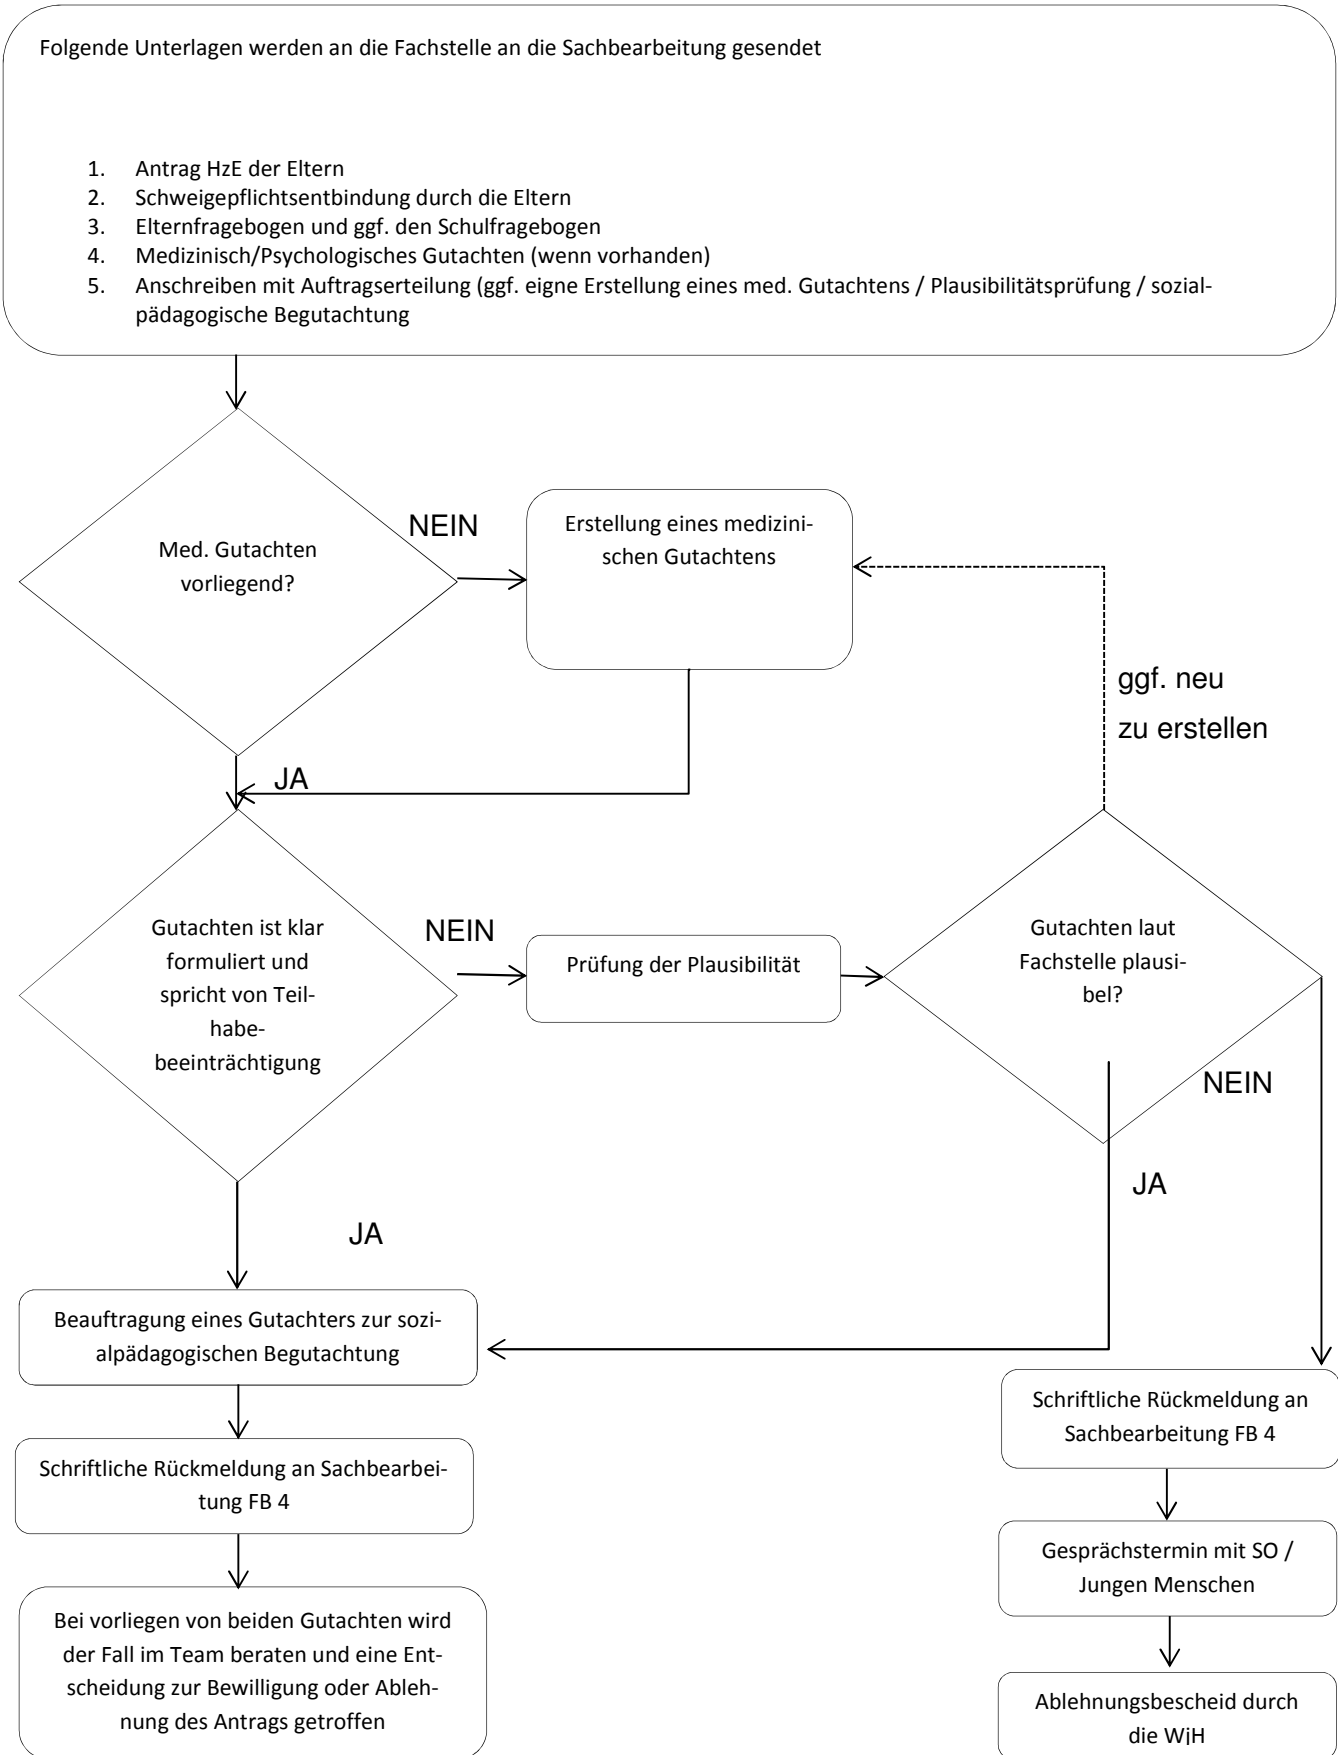 Folgende Unterlagen werden an die Fachstelle an die Sachbearbeitung gesendet
1. Antrag HzE der Eltern
2. Schweigepflichtsentbindung durch die Eltern
3. Elternfragebogen und ggf. den Schulfragebogen
4. Medizinisch/Psychologisches Gutachten (wenn vorhanden)
5. Anschreiben mit Auftragserteilung (ggf. eigne Erstellung eines med. Gutachtens / Plausibilitätsprüfung / sozial-
pädagogische Begutachtung
Med. Gutachten
vorliegend?
NEIN
Erstellung eines medizini-
schen Gutachtens
JA
ggf. neu
zu erstellen
Gutachten ist klar
formuliert und
spricht von Teil-
habe-
beeinträchtigung
NEIN
Prüfung der Plausibilität
Gutachten laut
Fachstelle plausi-
bel?
NEIN
JA
JA
Beauftragung eines Gutachters zur sozi-
alpädagogischen Begutachtung
Schriftliche Rückmeldung an Sachbearbei-
tung FB 4
Bei vorliegen von beiden Gutachten wird
der Fall im Team beraten und eine Ent-
scheidung zur Bewilligung oder Ableh-
nung des Antrags getroffen
Schriftliche Rückmeldung an
Sachbearbeitung FB 4
Gesprächstermin mit SO /
Jungen Menschen
Ablehnungsbescheid durch
die WjH